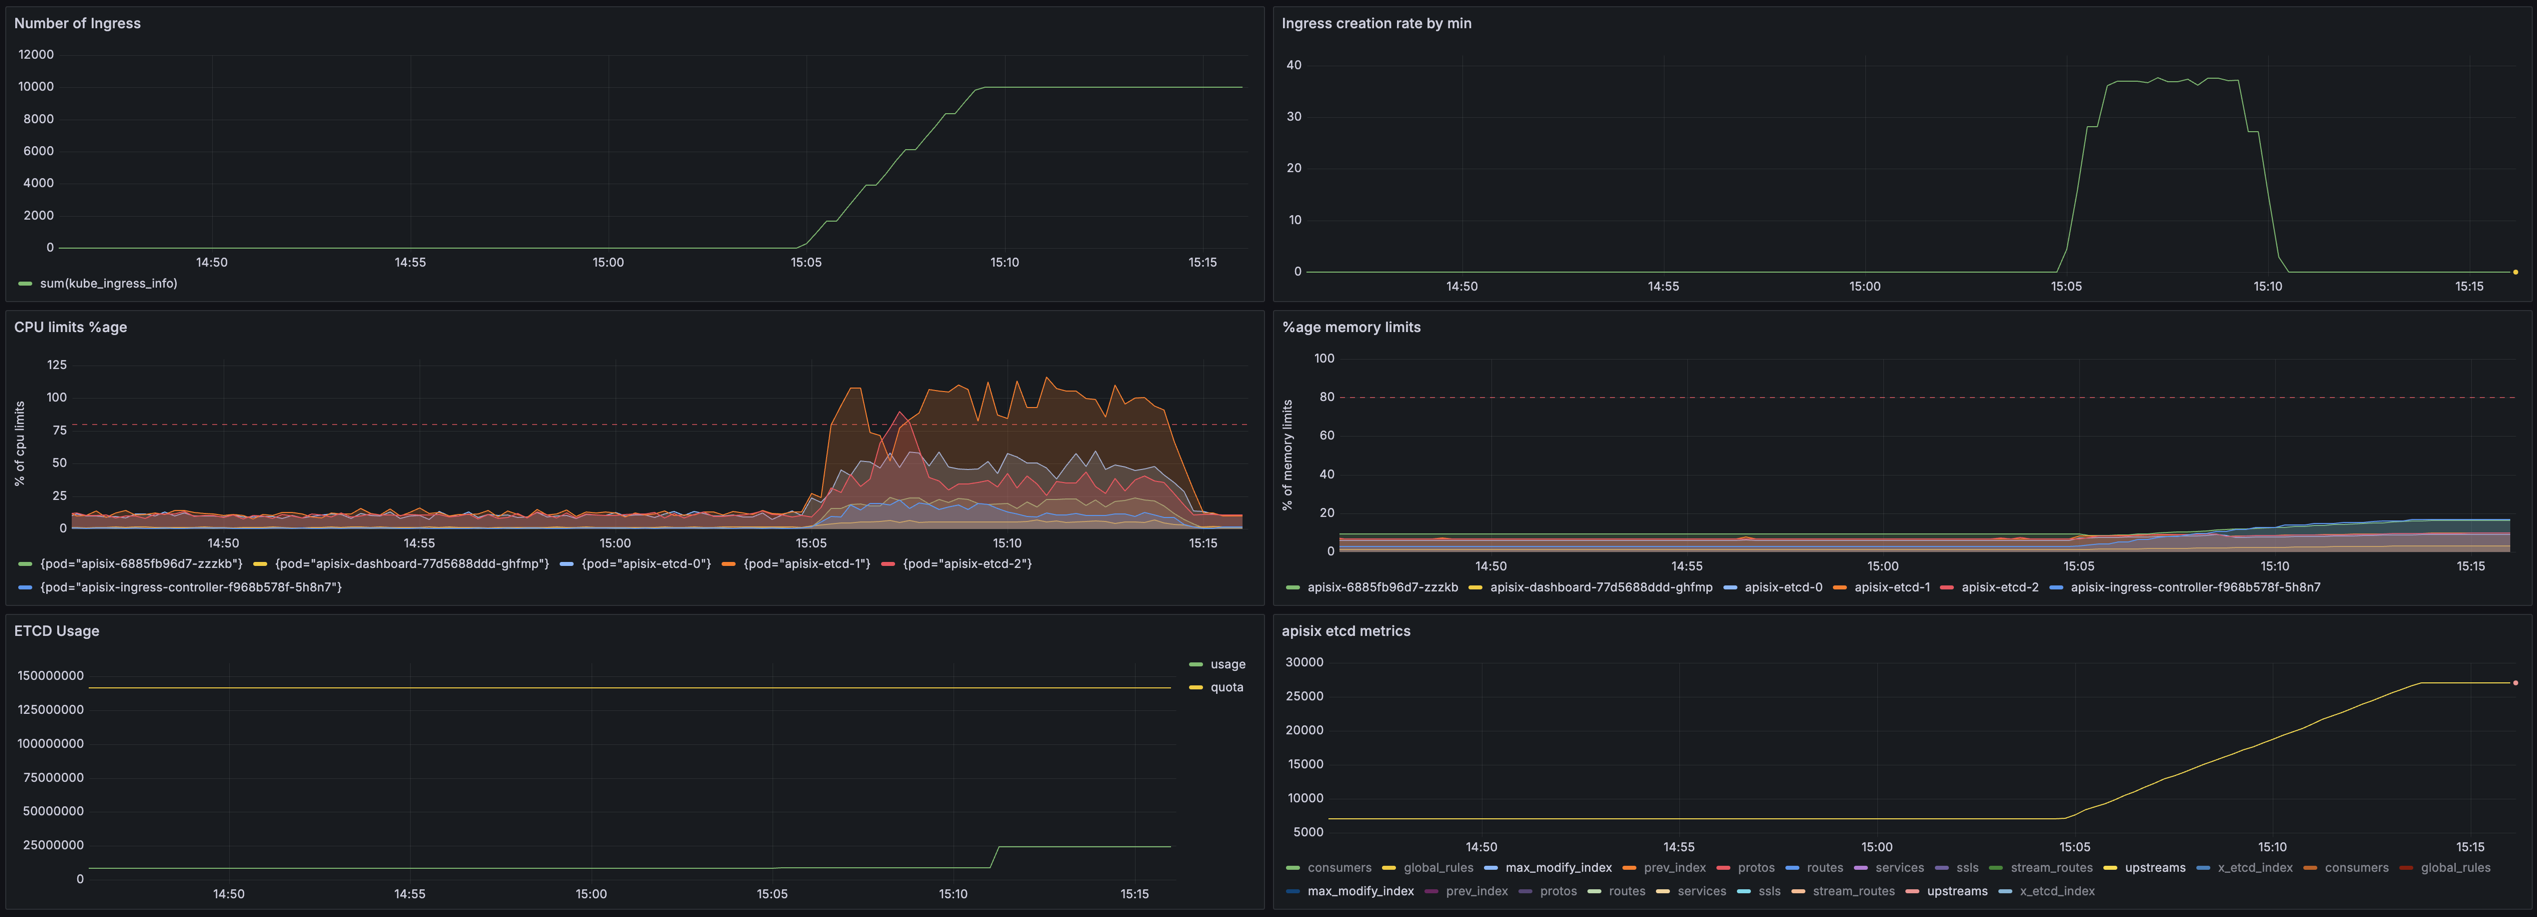 Number of Ingress
12000
10000
8000
6000
4000
2000
0
14:50 14:55 15:00 15:05 15:10 15:15
sum(kube_ingress_info)
Ingress creation rate by min
40
30
20
10
0
14:50 14:55 15:00 15:05 15:10 15:15
CPU limits %age
% of cpu limits
125
100
75
50
25
0
14:50 14:55 15:00 15:05 15:10 15:15
{pod="apisix-6885fb96d7-zzzkb"} {pod="apisix-dashboard-77d5688ddd-ghfmp"} {pod="apisix-etcd-0"} {pod="apisix-etcd-1"} {pod="apisix-etcd-2"}
{pod="apisix-ingress-controller-f968b578f-5h8n7"}
%age memory limits
% of memory limits
100
80
60
40
20
0
14:50 14:55 15:00 15:05 15:10 15:15
apisix-6885fb96d7-zzzkb apisix-dashboard-77d5688ddd-ghfmp apisix-etcd-0 apisix-etcd-1 apisix-etcd-2 apisix-ingress-controller-f968b578f-5h8n7
ETCD Usage
150000000
125000000
100000000
75000000
50000000
25000000
0
14:50 14:55 15:00 15:05 15:10 15:15
usage
quota
apisix etcd metrics
30000
25000
20000
15000
10000
5000
14:50 14:55 15:00 15:05 15:10 15:15
consumers global_rules max_modify_index prev_index protos routes services ssls stream_routes upstreams x_etcd_index consumers global_rules
max_modify_index prev_index protos routes services ssls stream_routes upstreams x_etcd_index